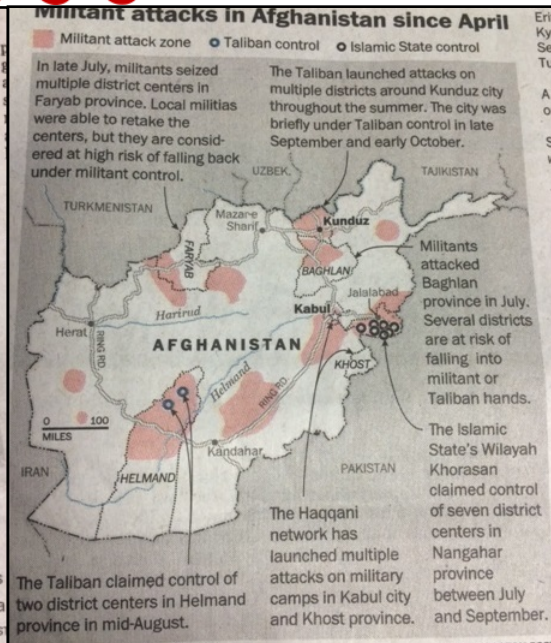 Militant attacks in Afghanistan since April
Militant attack zone
Taliban control
Islamic State control
In late July, militants seized
multiple district centers in
Faryab province. Local militias
were able to retake the
centers, but they are consid-
ered at high risk of falling back
under militant control.
The Taliban launched attacks on
multiple districts around Kunduz city
throughout the summer. The city was
briefly under Taliban control in late
September and early October.
UZBEK.
TAJIKISTAN
TURKMENISTAN
Mazar-e
Sharif
Kunduz
FARYAB
BAGHLAN
Militants
attacked
Baghlan
province in July.
Several districts
are at risk of
falling into
militant or
Taliban hands.
Jalalabad
Kabul
Harirud
Herat
RING RD.
AFGHANISTAN
KHOST
Helmand
RING RD.
0 100
MILES
Kandahar
IRAN
HELMAND
PAKISTAN
The Islamic
State's Wilayah
Khorasan
claimed control
of seven district
centers in
Nangahar
province
between July
and September.
The Haqqani
network has
launched multiple
attacks on military
camps in Kabul city
and Khost province.
The Taliban claimed control of
two district centers in Helmand
province in mid-August.